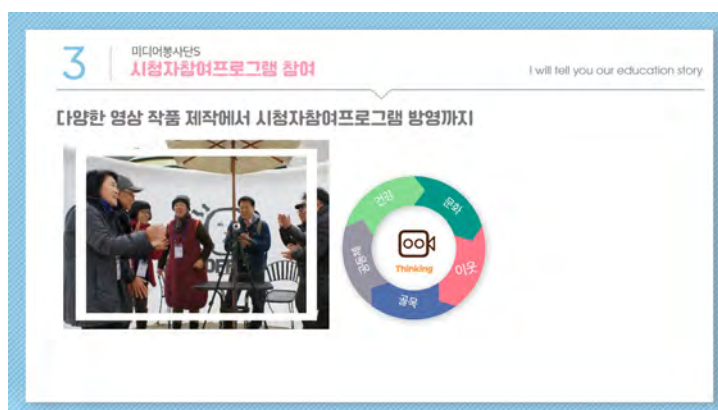 3
미디어봉사단S
시청자참여프로그램 참여
I will tell you our education story
다양한 영상 작품 제작에서 시청자참여프로그램 방영까지
건강
문화
이웃
골목
공동체
Thinking